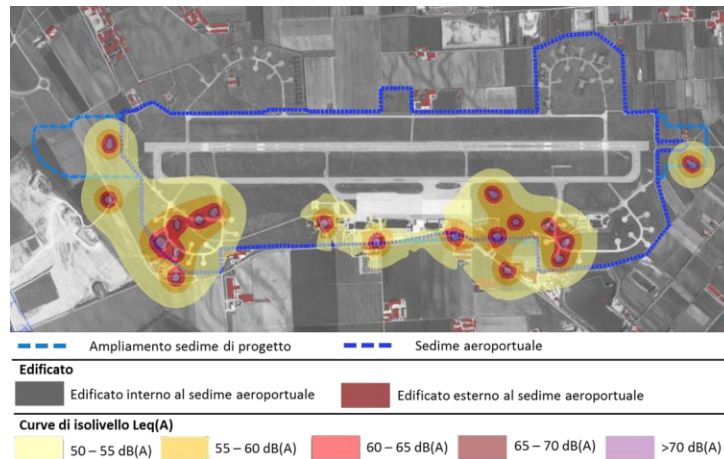 Ampliamento sedime di progetto
Sedime aeroportuale
Edificato
Edificato interno al sedime aeroportuale
Edificato esterno al sedime aeroportuale
Curve di isolivello Leq(A)
50 – 55 dB(A)
55 – 60 dB(A)
60 – 65 dB(A)
65 – 70 dB(A)
>70 dB(A)